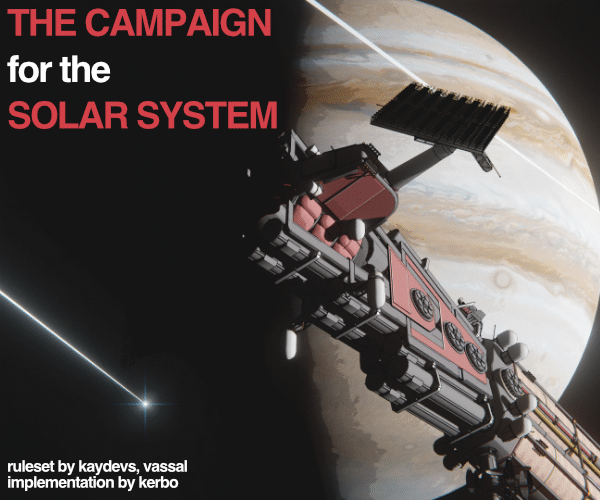 THE CAMPAIGN
for the
SOLAR SYSTEM
ruleset by kaydevs, vassal
implementation by kerbo